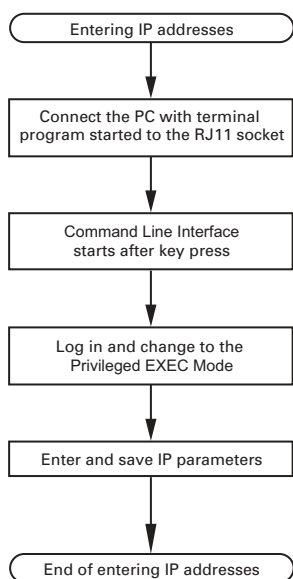 Entering IP addresses
Connect the PC with terminal
program started to the RJ11 socket
Command Line Interface
starts after key press
Log in and change to the
Privileged EXEC Mode
Enter and save IP parameters
End of entering IP addresses